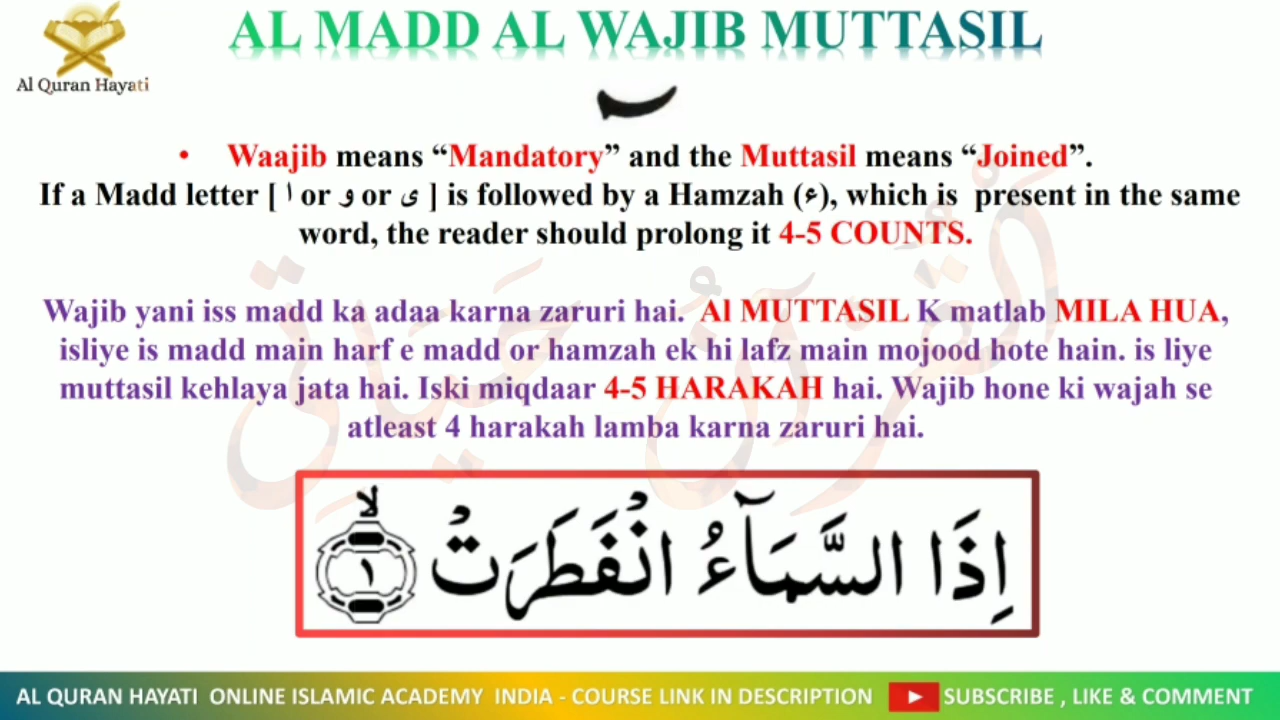 AL MADD AL WAJIB MUTTASIL
Al Quran Hayati
• Waajib means “Mandatory” and the Muttasil means “Joined”.
If a Madd letter [ ا or و or ى ] is followed by a Hamzah (ء), which is present in the same
word, the reader should prolong it 4-5 COUNTS.
Wajib yani iss madd ka adaa karna zaruri hai. Al MUTTASIL K matlab MILA HUA,
isliye is madd main harf e madd or hamzah ek hi lafz main mojood hote hain. is liye
muttasil kehlaya jata hai. Iski miqdaar 4-5 HARAKAH hai. Wajib hone ki wajah se
atleast 4 harakah lamba karna zaruri hai.
القُرْآنُ حَيَاتِي
اِذَا السَّمَآءُ انْفَطَرَتْ ۙ‏ ١
AL QURAN HAYATI ONLINE ISLAMIC ACADEMY INDIA - COURSE LINK IN DESCRIPTION SUBSCRIBE , LIKE & COMMENT